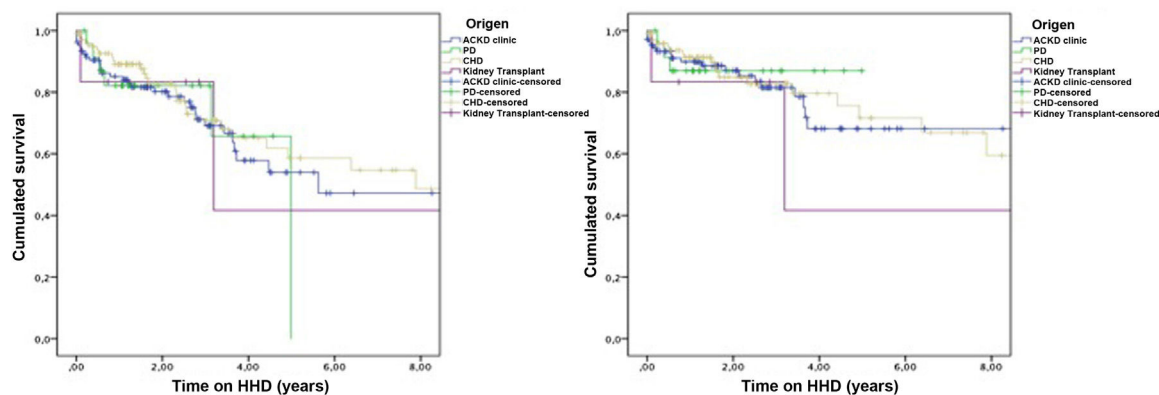 Origen
ACKD clinic
PD
CHD
Kidney Transplant
ACKD clinic-censored
PD-censored
CHD-censored
Kidney Transplant-censored
Cumulated survival
1,0
0,8
0,6
0,4
0,2
0,0
,00
2,00
4,00
6,00
8,00
Time on HHD (years)
Origen
ACKD clinic
PD
CHD
Kidney Transplant
ACKD clinic-censored
PD-censored
CHD-censored
Kidney Transplant-censored
Cumulated survival
1,0
0,8
0,6
0,4
0,2
0,0
,00
2,00
4,00
6,00
8,00
Time on HHD (years)